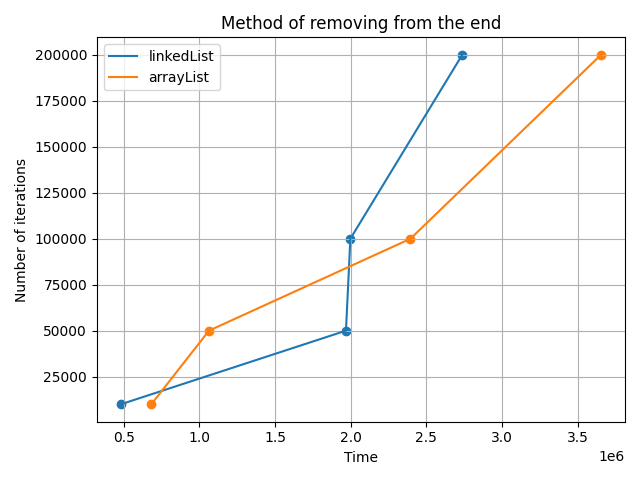 Method of removing from the end
linkedList
arrayList
200000
175000
150000
125000
100000
75000
50000
25000
Number of iterations
0.5 1.0 1.5 2.0 2.5 3.0 3.5
1e6
Time